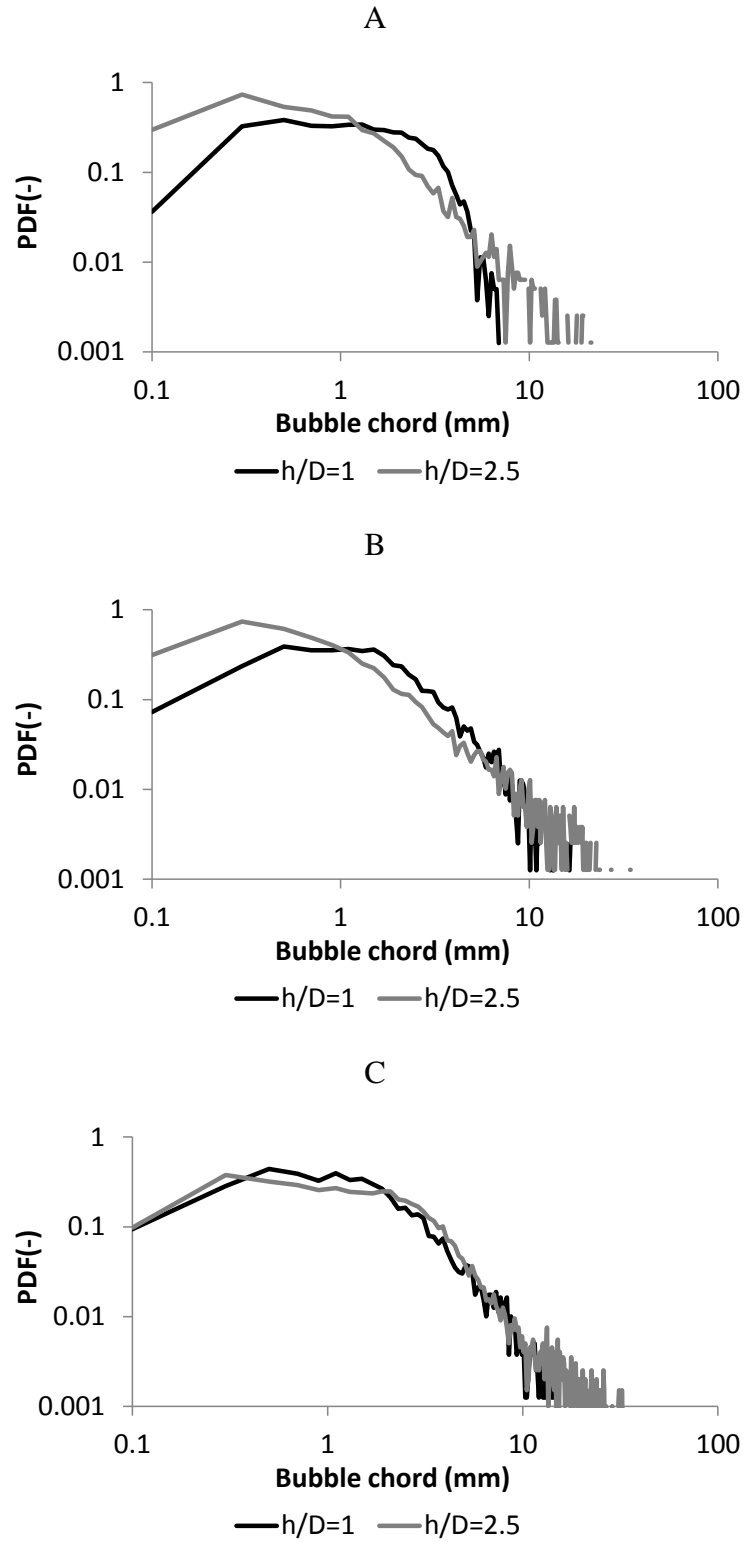 A
1
0.1
0.01
0.001
PDF(-)
0.1 1 10 100
Bubble chord (mm)
h/D=1 h/D=2.5
B
1
0.1
0.01
0.001
PDF(-)
0.1 1 10 100
Bubble chord (mm)
h/D=1 h/D=2.5
C
1
0.1
0.01
0.001
PDF(-)
0.1 1 10 100
Bubble chord (mm)
h/D=1 h/D=2.5